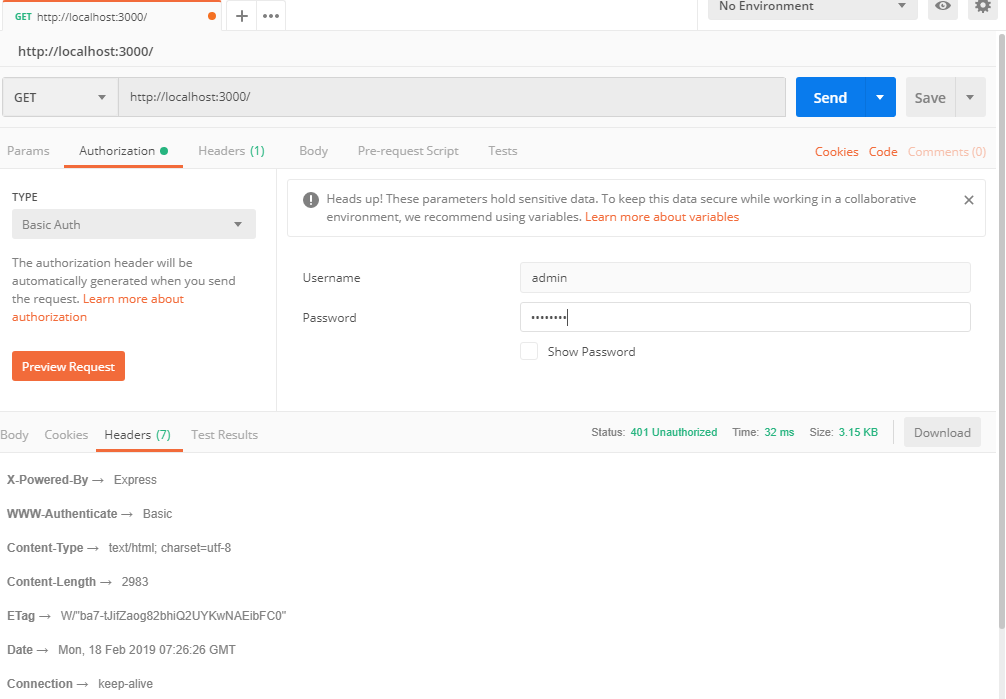 GET http://localhost:3000/
No Environment
http://localhost:3000/
GET http://localhost:3000/ Send Save
Params Authorization Headers (1) Body Pre-request Script Tests Cookies Code Comments (0)
TYPE
Basic Auth
The authorization header will be
automatically generated when you send
the request. Learn more about
authorization
Preview Request
Heads up! These parameters hold sensitive data. To keep this data secure while working in a collaborative
environment, we recommend using variables. Learn more about variables
Username admin
Password ••••••••
Show Password
Body Cookies Headers (7) Test Results Status: 401 Unauthorized Time: 32 ms Size: 3.15 KB Download
X-Powered-By → Express
WWW-Authenticate → Basic
Content-Type → text/html; charset=utf-8
Content-Length → 2983
ETag → W/"ba7-tJifZaog82bhiQ2UYKwNAEibFC0"
Date → Mon, 18 Feb 2019 07:26:26 GMT
Connection → keep-alive